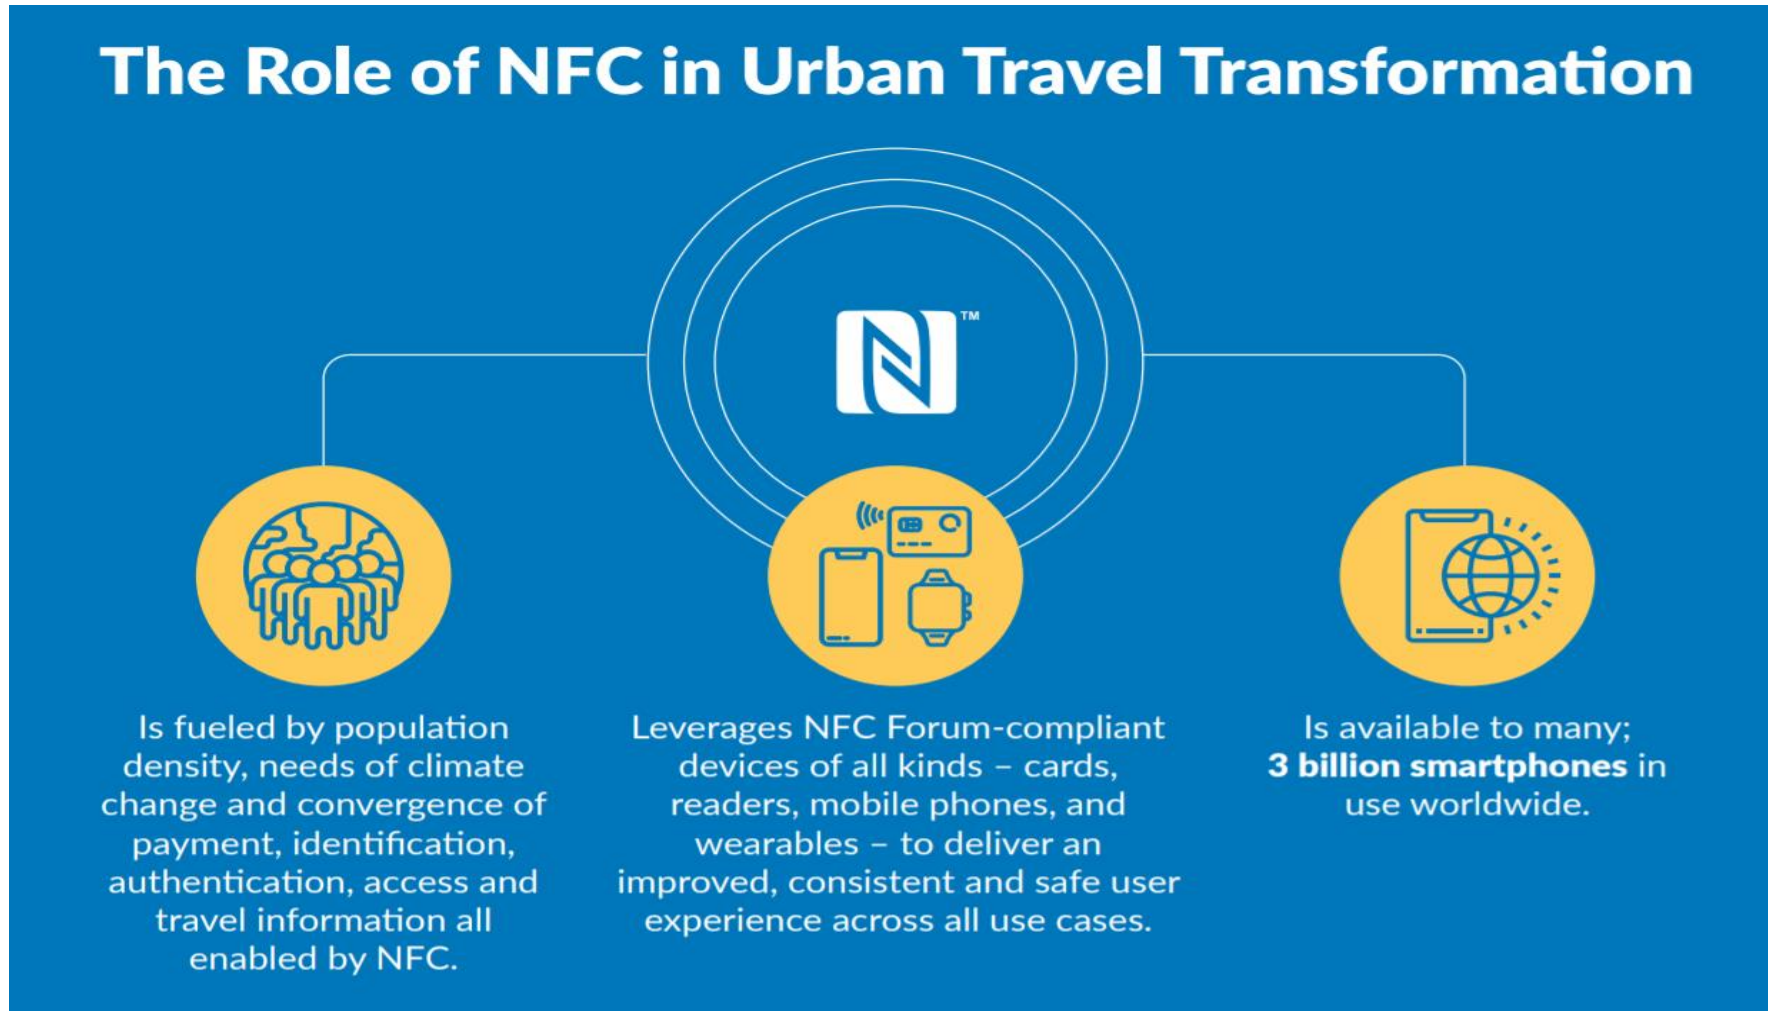 The Role of NFC in Urban Travel Transformation
TM
Is fueled by population
density, needs of climate
change and convergence of
payment, identification,
authentication, access and
travel information all
enabled by NFC.
Leverages NFC Forum-compliant
devices of all kinds – cards,
readers, mobile phones, and
wearables – to deliver an
improved, consistent and safe user
experience across all use cases.
Is available to many;
3 billion smartphones in
use worldwide.